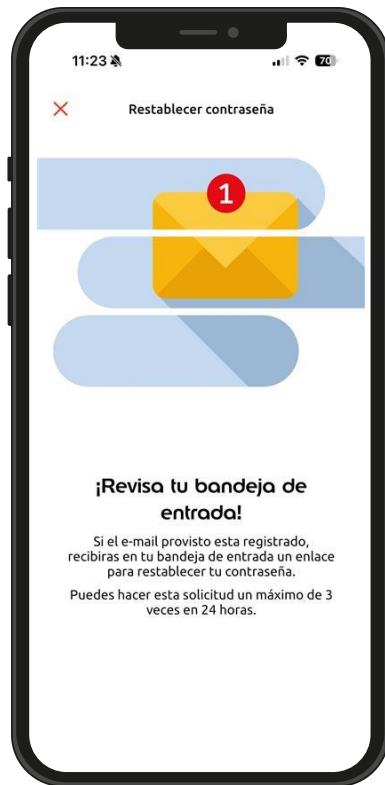 11:23
70
Restablecer contraseña
1
¡Revisa tu bandeja de
entrada!
Si el e-mail provisto esta registrado,
recibiras en tu bandeja de entrada un enlace
para restablecer tu contraseña.
Puedes hacer esta solicitud un máximo de 3
veces en 24 horas.